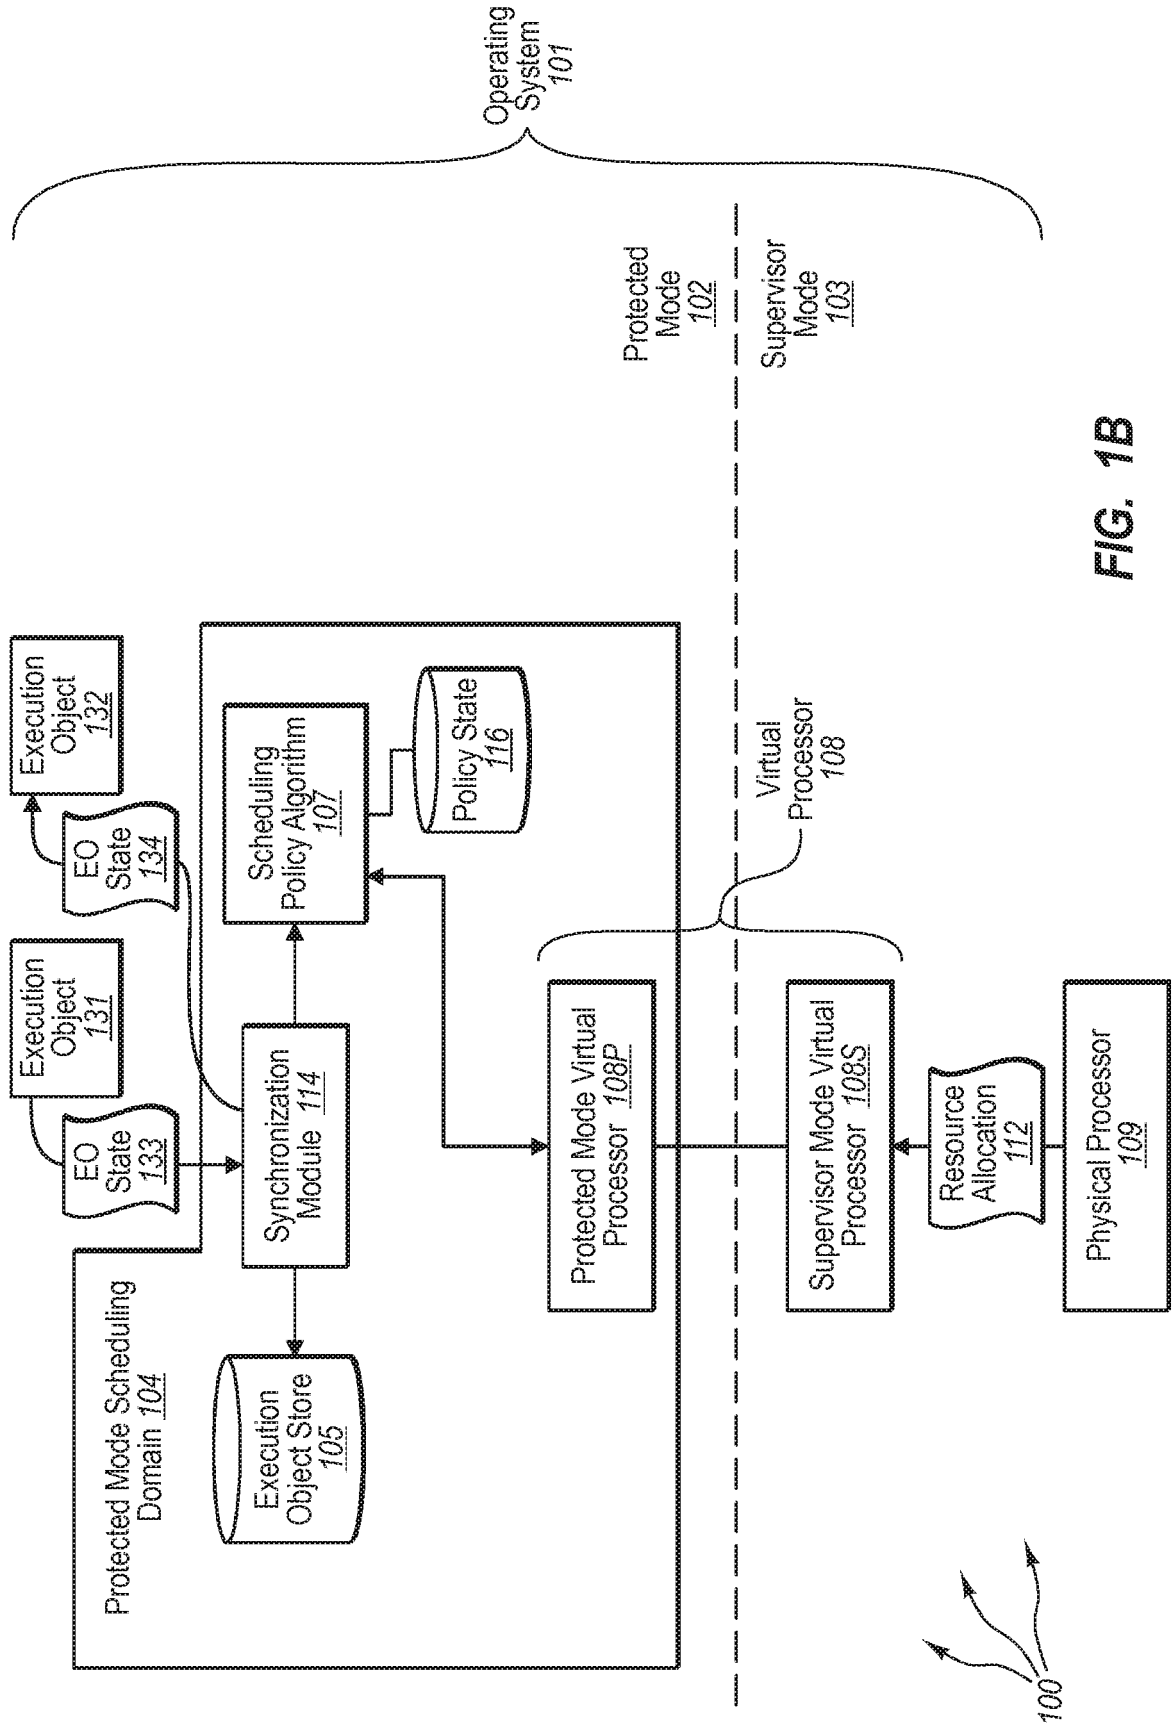 Operating
System
101
Protected
Mode
102
Supervisor
Mode
103
Execution
Object
131
Execution
Object
132
EO
State
133
EO
State
134
Protected Mode Scheduling
Domain 104
Synchronization
Module 114
Scheduling
Policy Algorithm
107
Execution
Object Store
105
Policy State
116
Protected Mode Virtual
Processor 108P
Virtual
Processor
108
Supervisor Mode Virtual
Processor 108S
Resource
Allocation
112
Physical Processor
109
100
FIG. 1B